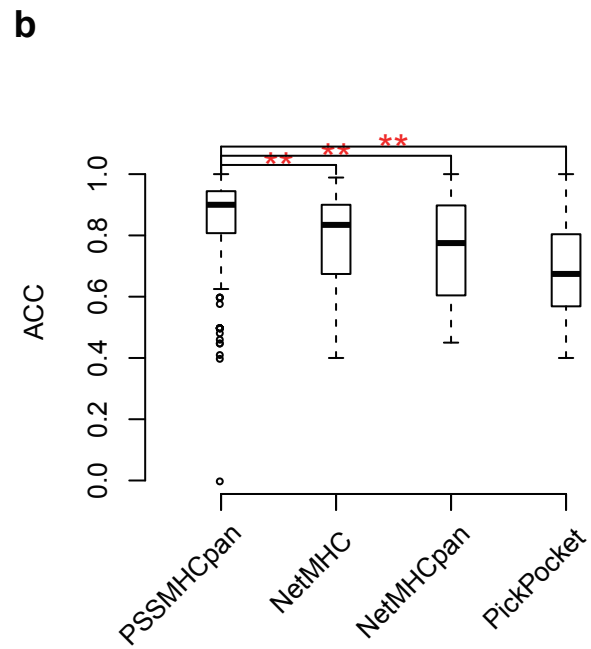 b
**
**
**
ACC
1.0
0.8
0.6
0.4
0.2
0.0
PSSMHCpan
NetMHC
NetMHCpan
PickPocket